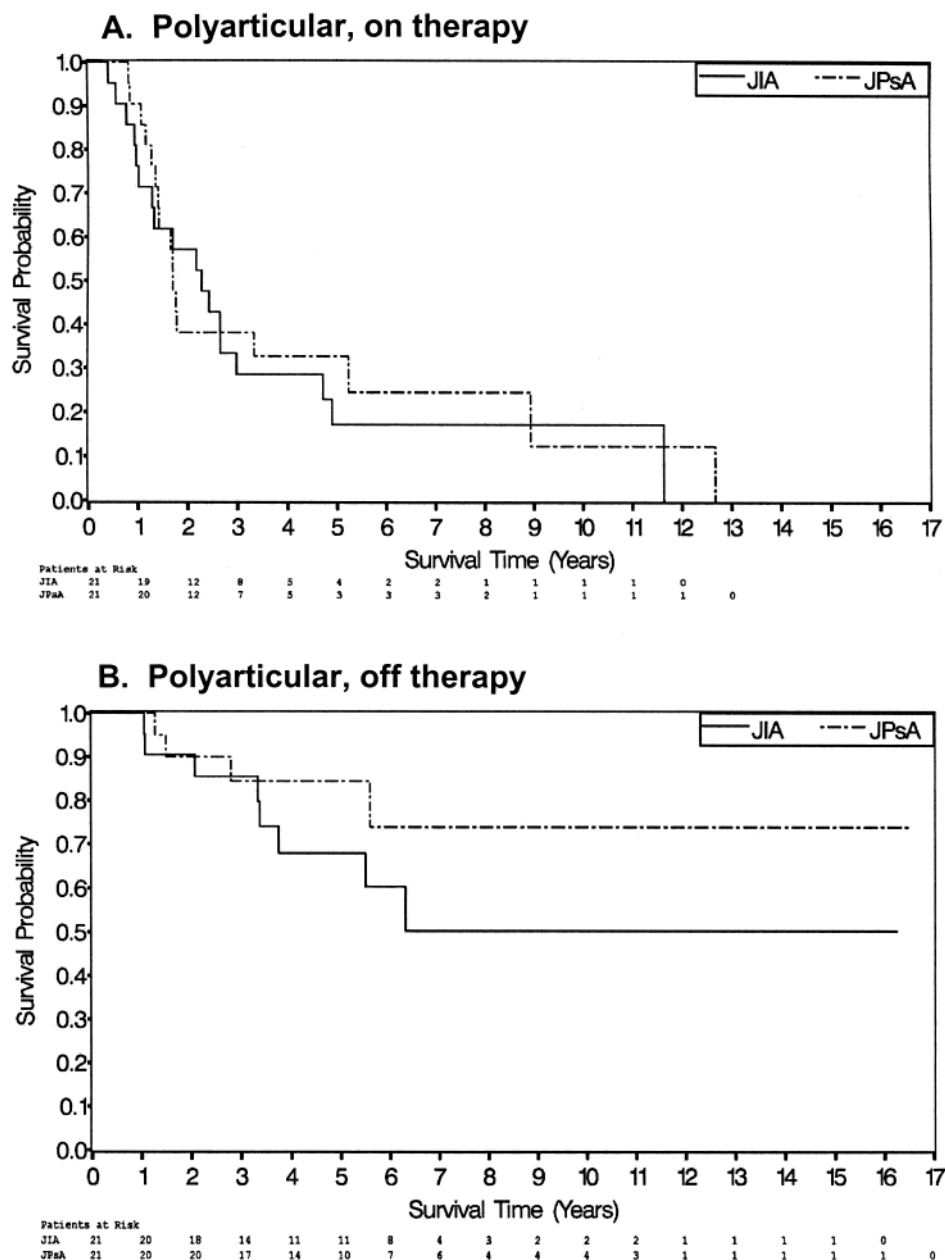 A. Polyarticular, on therapy
JIA JPsA
1.0
0.9
0.8
0.7
0.6
0.5
0.4
0.3
0.2
0.1
0.0
Survival Probability
0 1 2 3 4 5 6 7 8 9 10 11 12 13 14 15 16 17
Survival Time (Years)
Patients at Risk
JIA 21 19 12 8 5 4 2 2 1 1 1 1 0
JPsA 21 20 12 7 5 3 3 3 2 1 1 1 1 0
B. Polyarticular, off therapy
JIA JPsA
1.0
0.9
0.8
0.7
0.6
0.5
0.4
0.3
0.2
0.1
0.0
Survival Probability
0 1 2 3 4 5 6 7 8 9 10 11 12 13 14 15 16 17
Survival Time (Years)
Patients at Risk
JIA 21 20 18 14 11 11 8 4 3 2 2 2 1 1 1 1 0
JPsA 21 20 20 17 14 10 7 6 4 4 4 3 1 1 1 1 1 0